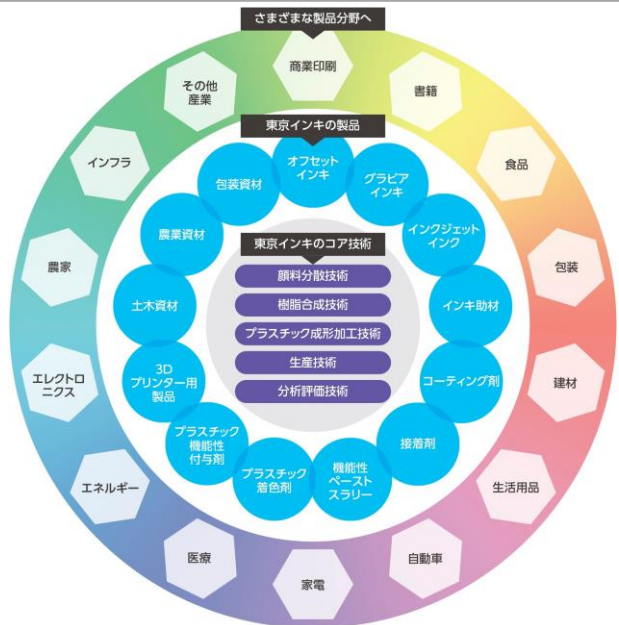 さまざまな製品分野へ
商業印刷
書籍
食品
包装
建材
生活用品
自動車
家電
医療
エネルギー
エレクトロ
ニクス
農家
インフラ
その他
産業
東京インキの製品
オフセット
インキ
グラビア
インキ
インクジェット
インク
インキ助材
コーティング剤
接着剤
機能性
ペースト
スラリー
プラスチック
着色剤
プラスチック
機能性
付与剤
3D
プリンター用
製品
土木資材
農業資材
包装資材
東京インキのコア技術
顔料分散技術
樹脂合成技術
プラスチック成形加工技術
生産技術
分析評価技術